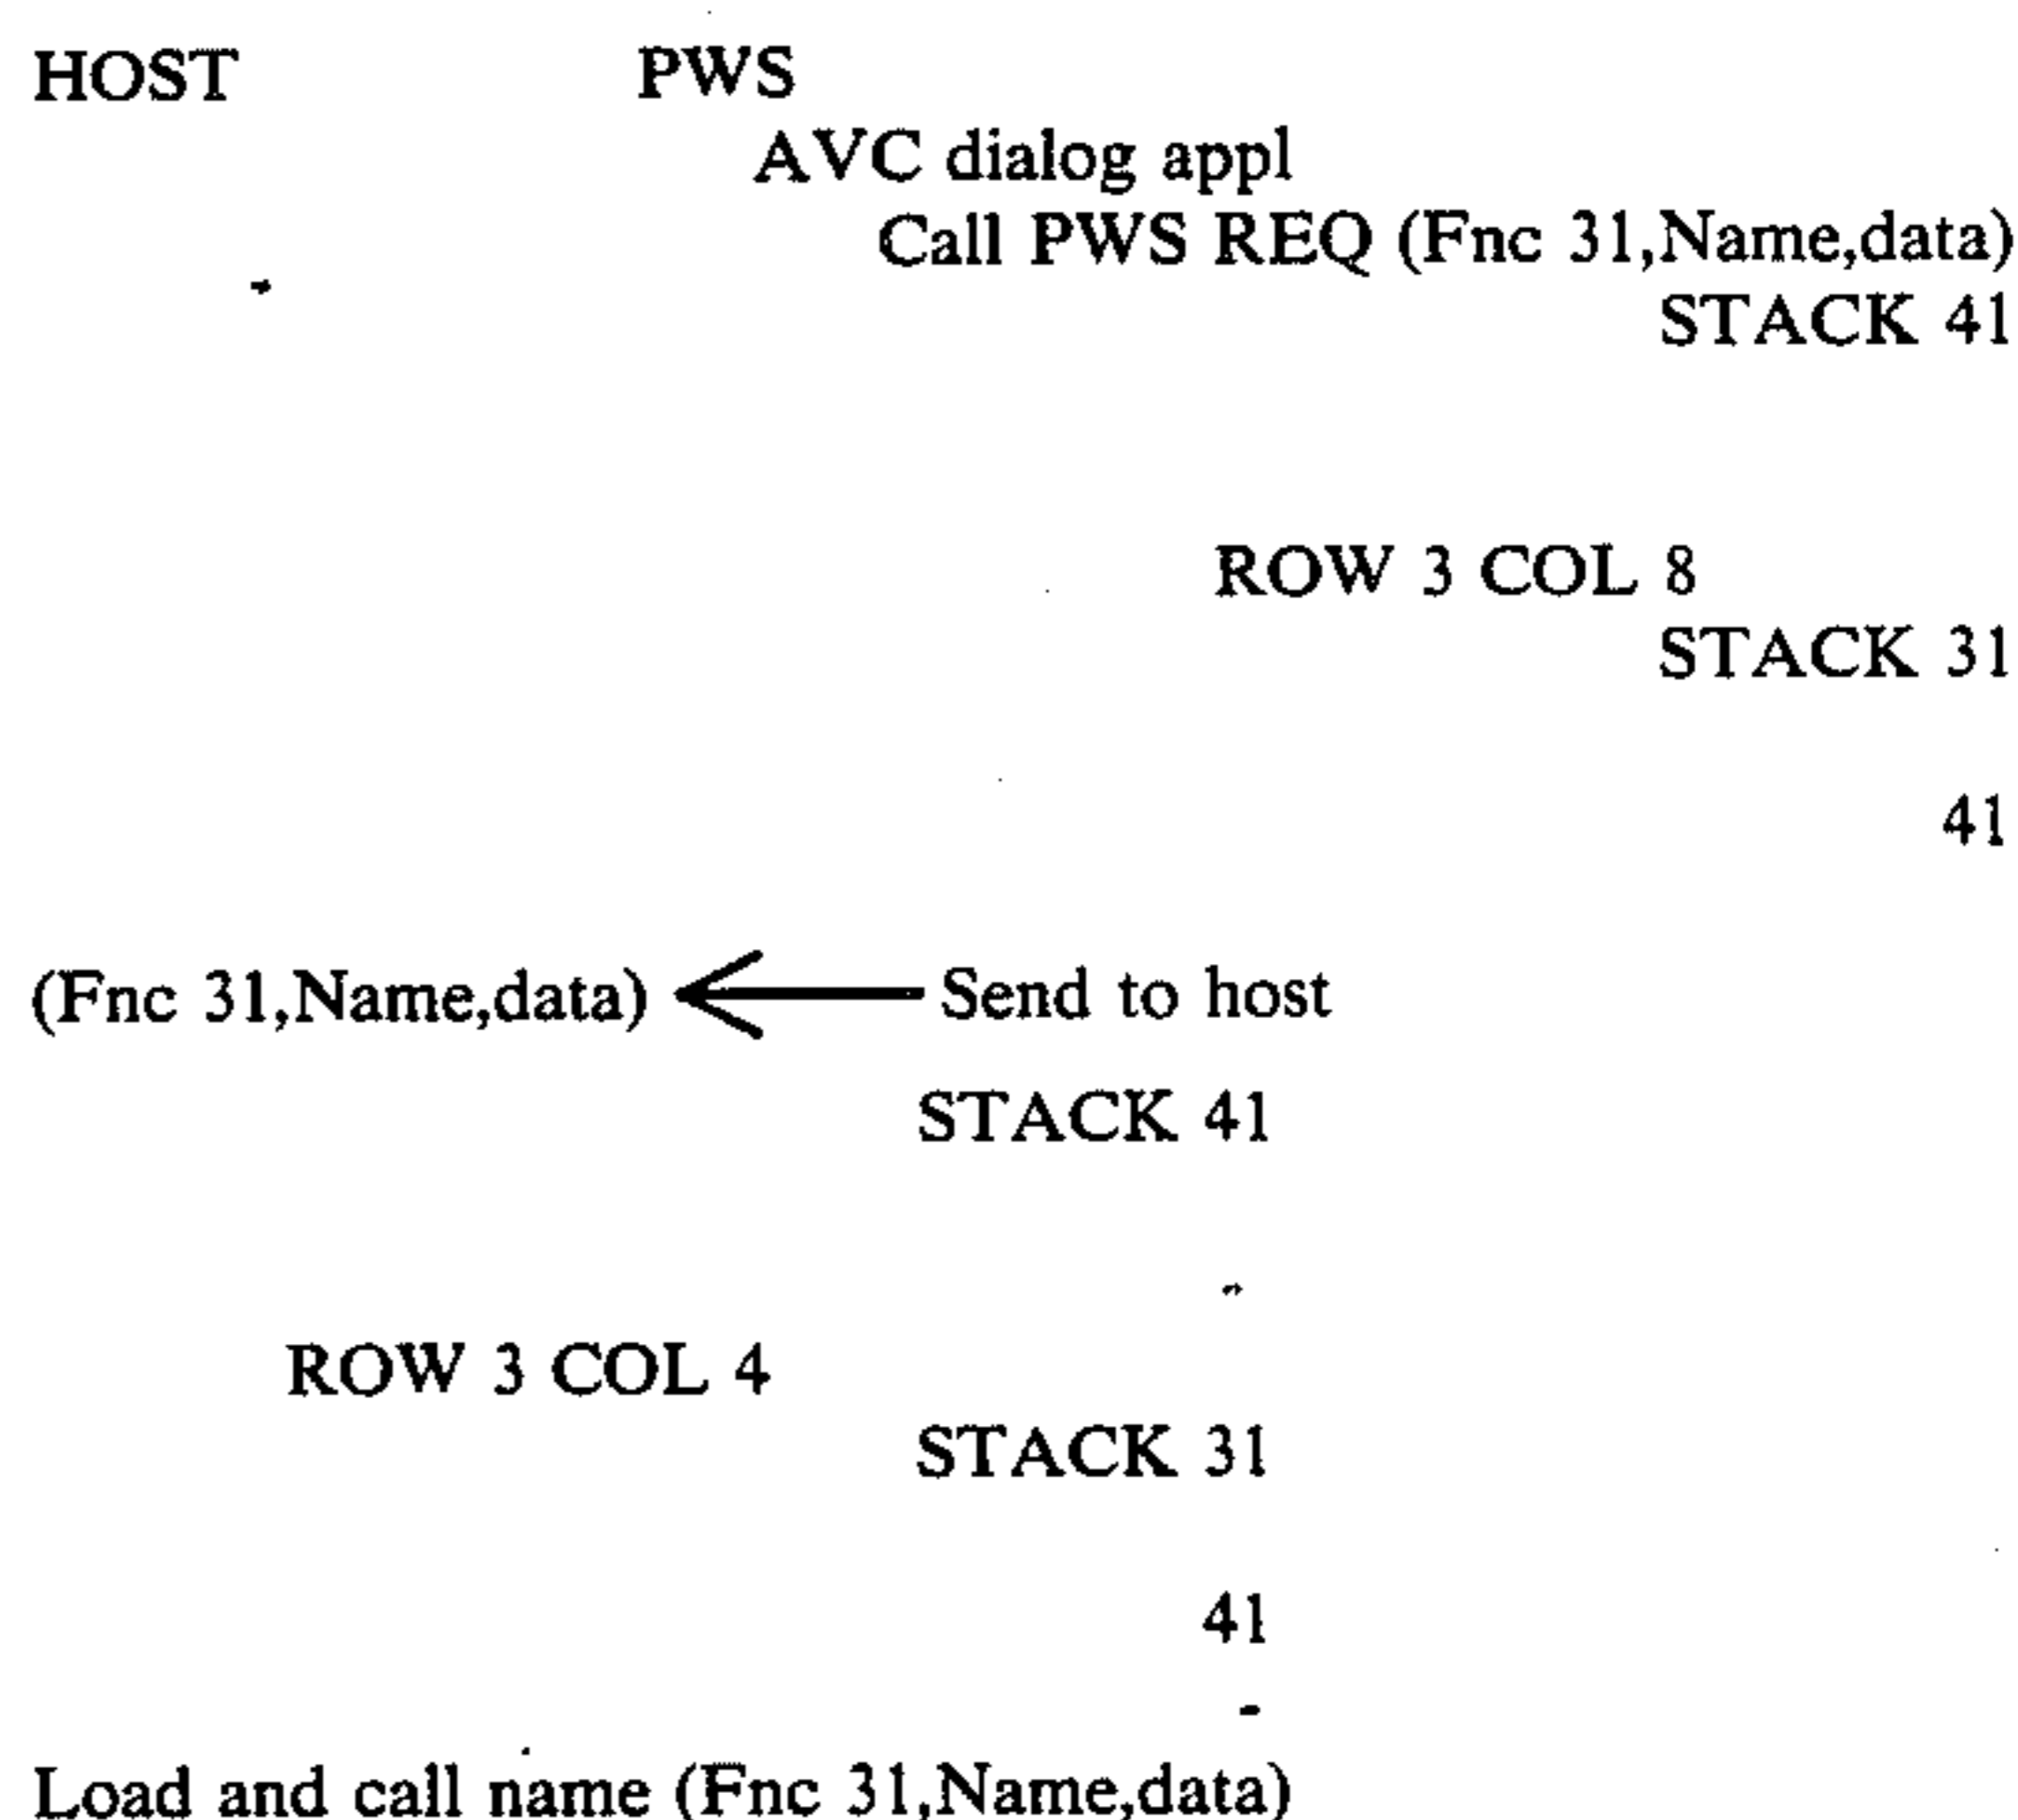 HOST PWS
AVC dialog appl
Call PWS REQ (Fnc 31,Name,data)
STACK 41
ROW 3 COL 8
STACK 31
41
(Fnc 31,Name,data) Send to host
STACK 41
ROW 3 COL 4
STACK 31
41
Load and call name (Fnc 31,Name,data)